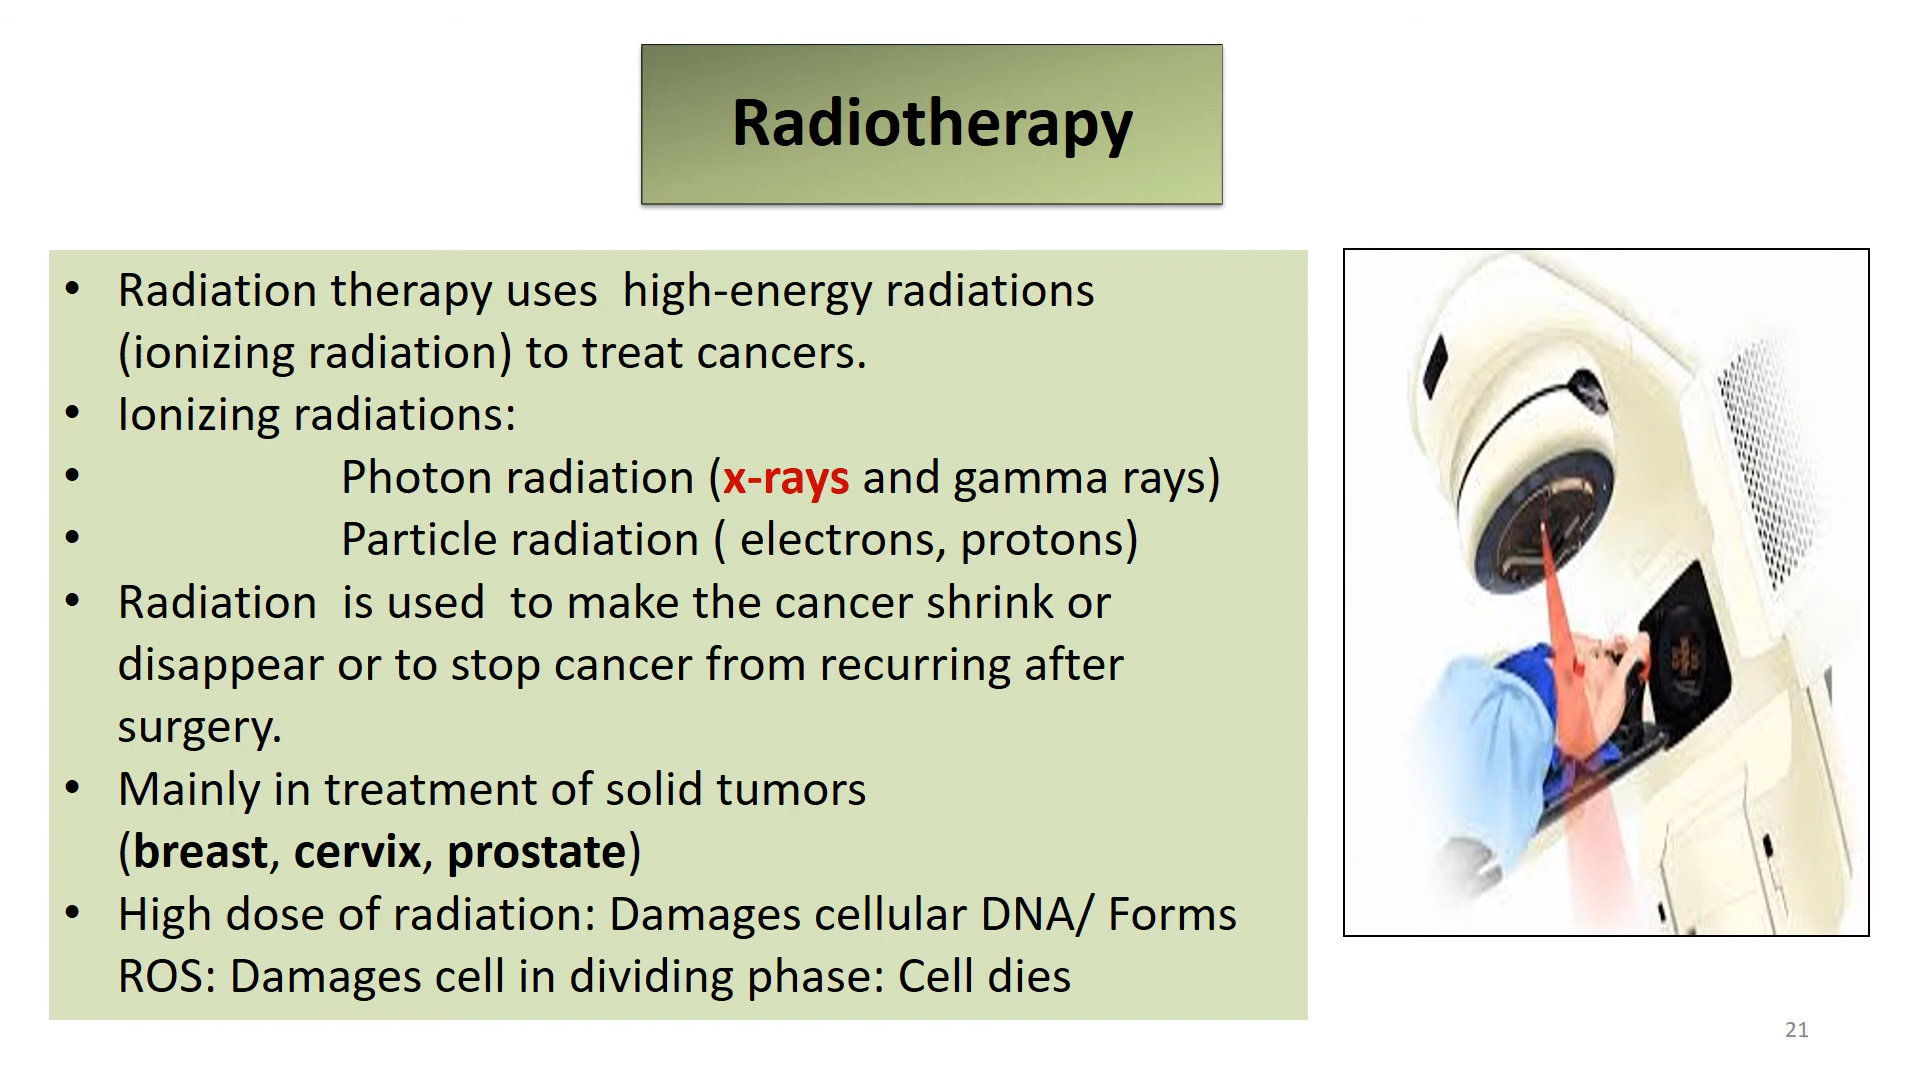 Radiotherapy
• Radiation therapy uses  high-energy radiations
(ionizing radiation) to treat cancers.
• Ionizing radiations:
• Photon radiation (x-rays and gamma rays)
• Particle radiation ( electrons, protons)
• Radiation  is used  to make the cancer shrink or
disappear or to stop cancer from recurring after
surgery.
• Mainly in treatment of solid tumors
(breast, cervix, prostate)
• High dose of radiation: Damages cellular DNA/ Forms
ROS: Damages cell in dividing phase: Cell dies
21